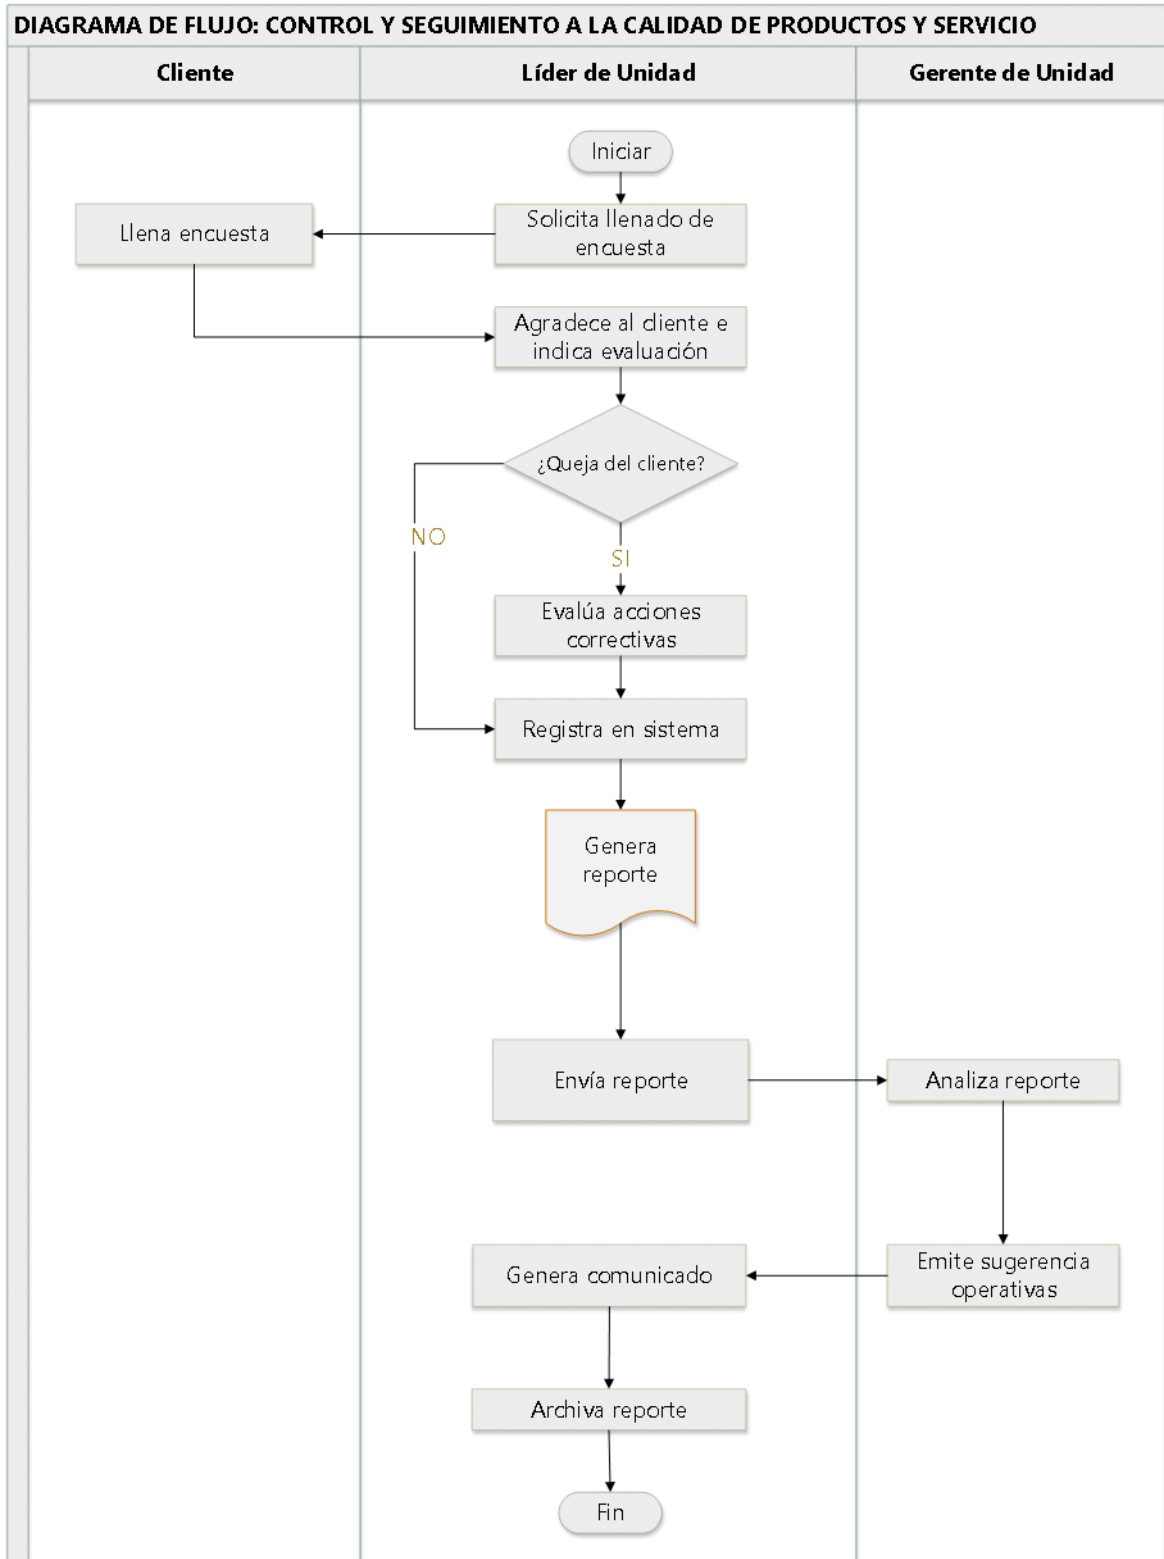 DIAGRAMA DE FLUJO: CONTROL Y SEGUIMIENTO A LA CALIDAD DE PRODUCTOS Y SERVICIO
Cliente
Líder de Unidad
Gerente de Unidad
Iniciar
Solicita llenado de
encuesta
Llena encuesta
Agradece al cliente e
indica evaluación
¿Queja del cliente?
NO
SI
Evalúa acciones
correctivas
Registra en sistema
Genera
reporte
Envía reporte
Analiza reporte
Emite sugerencia
operativas
Genera comunicado
Archiva reporte
Fin